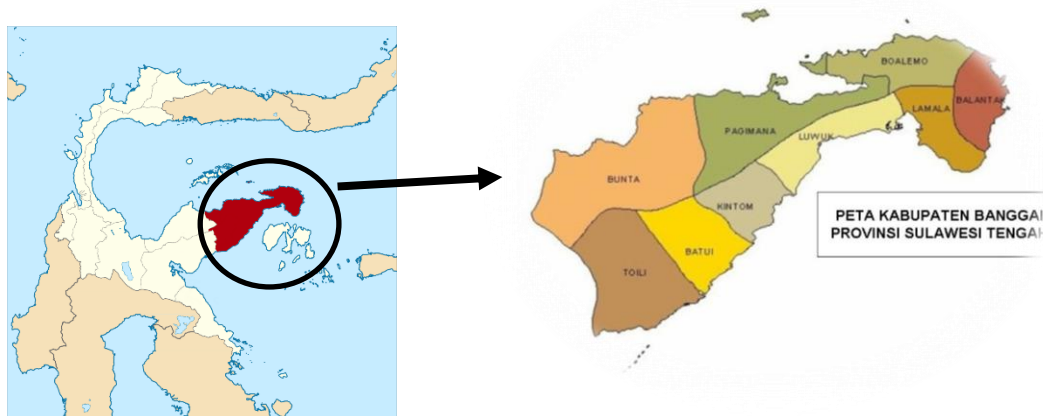 BOALEMO
BALANTAK
LAMALA
PAGIMANA
LUWUK
BUNTA
KINTOM
BATUI
TOILI
PETA KABUPATEN BANGGAI
PROVINSI SULAWESI TENGAH